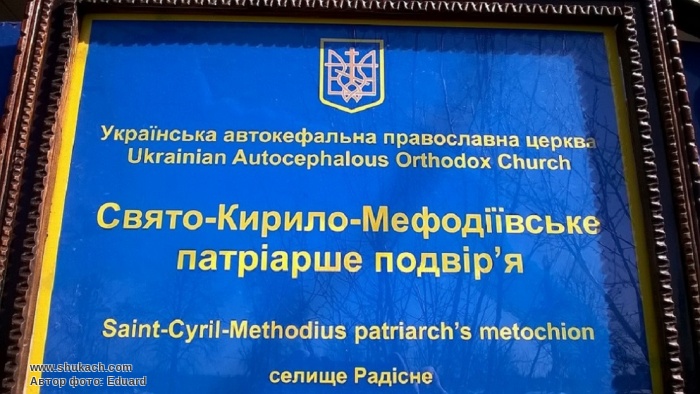 Українська автокефальна православна церква
Ukrainian Autocephalous Orthodox Church
Свято-Кирило-Мефодіївське
патріарше подвір’я
Saint-Cyril-Methodius patriarch’s metochion
селище Радісне
www.shukach.com
Автор фото: Eduard